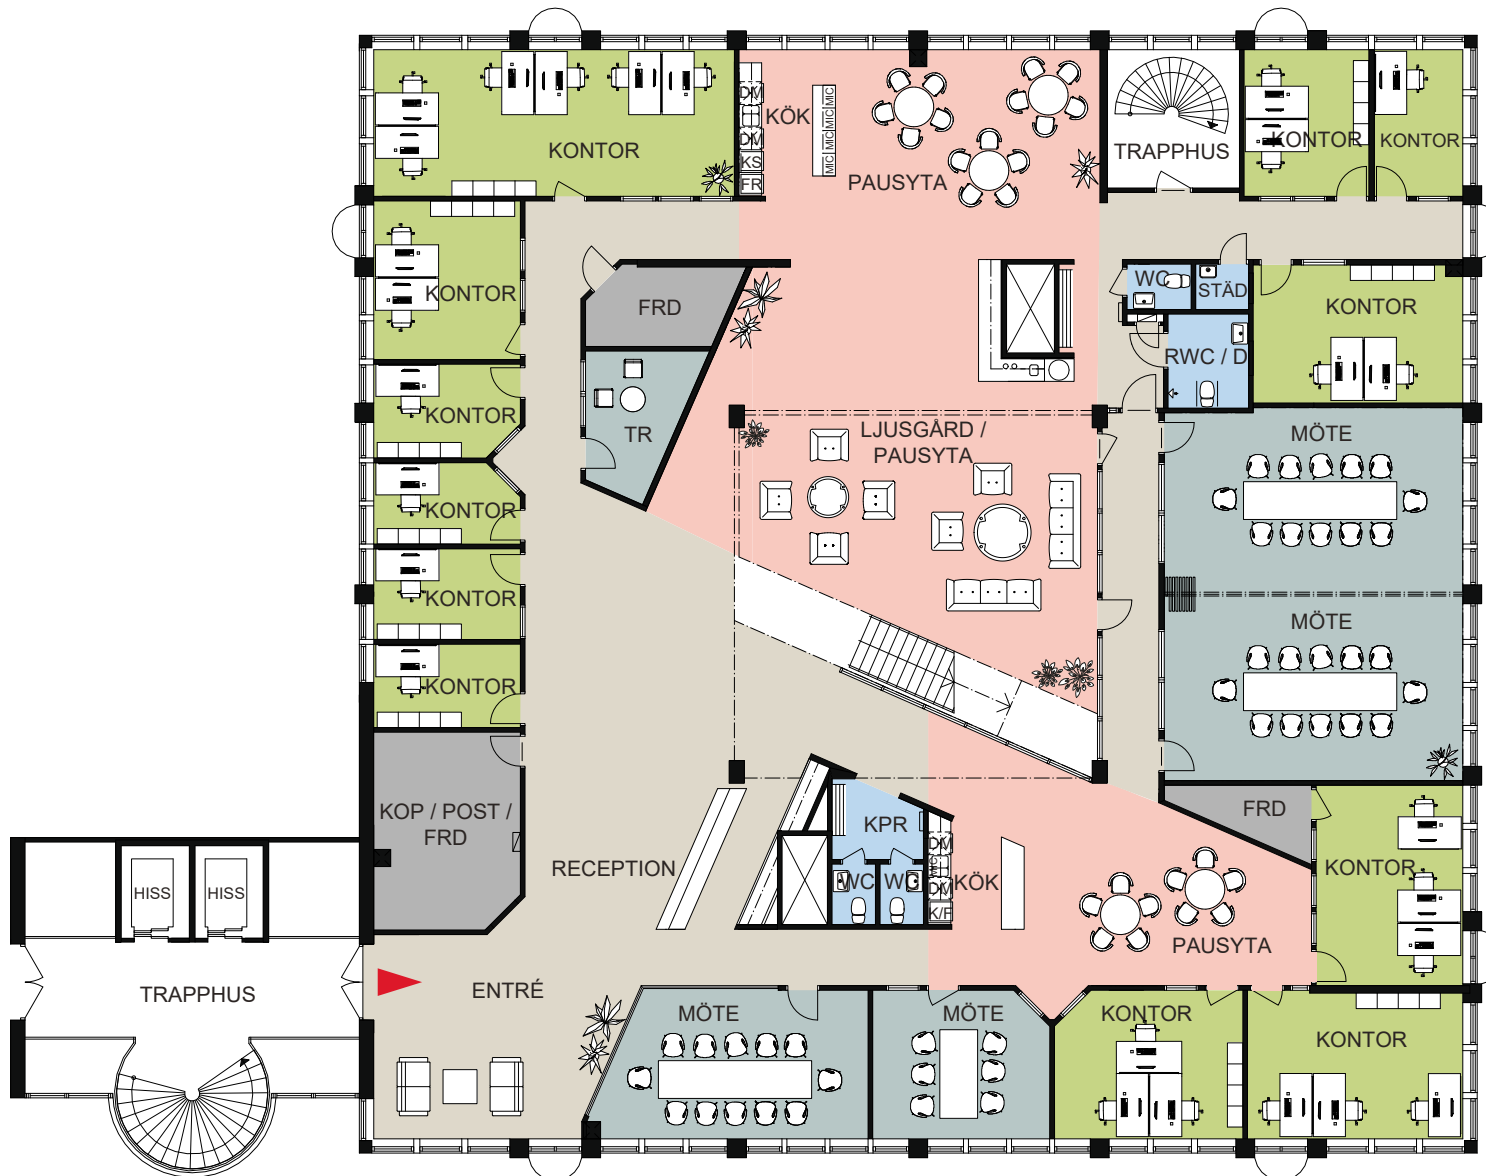 KONTOR
DM
DM
KS
FR
KÖK
MIC
MIC
MIC
MIC
PAUSYTA
TRAPPHUS
KONTOR
KONTOR
KONTOR
FRD
WC
STÄD
KONTOR
RWC / D
KONTOR
TR
LJUSGÅRD /
PAUSYTA
MÖTE
KONTOR
KONTOR
MÖTE
KONTOR
KOP / POST /
FRD
FRD
KPR
DM
MIC
DM
K/F
KÖK
RECEPTION
WC
WC
KONTOR
HISS
HISS
PAUSYTA
TRAPPHUS
ENTRÉ
MÖTE
MÖTE
KONTOR
KONTOR